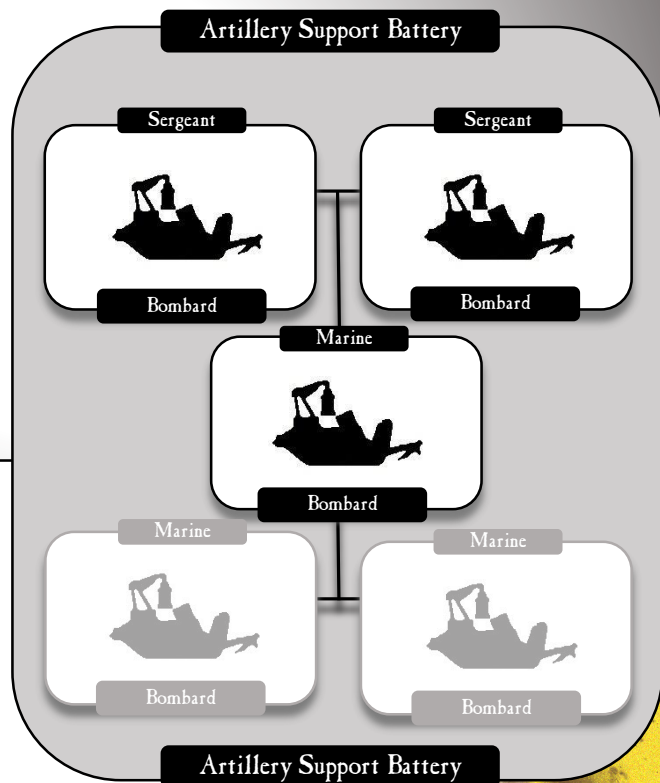 Artillery Support Battery
Sergeant
Sergeant
Bombard
Bombard
Marine
Bombard
Marine
Marine
Bombard
Bombard
Artillery Support Battery